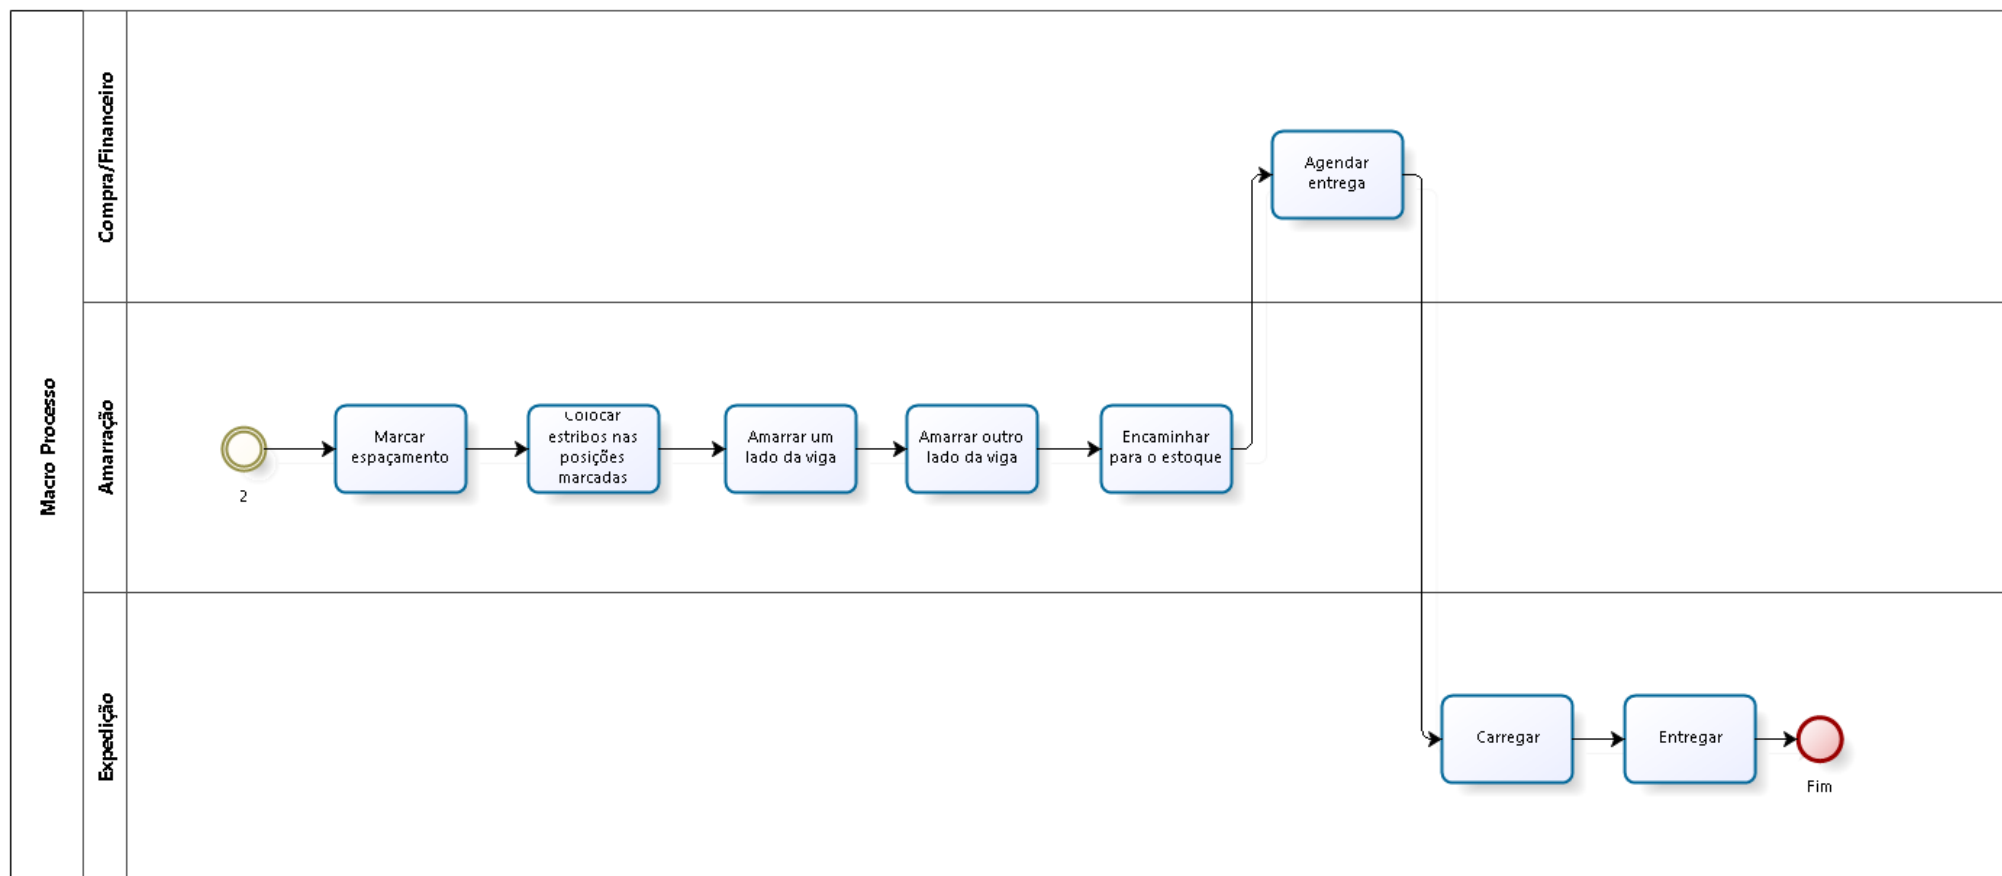 Macro Processo
Compra/Financeiro
Agendar
entrega
Amarração
2
Marcar
espaçamento
Colocar
estribos nas
posições
marcadas
Amarrar um
lado da viga
Amarrar outro
lado da viga
Encaminhar
para o estoque
Expedição
Carregar
Entregar
Fim